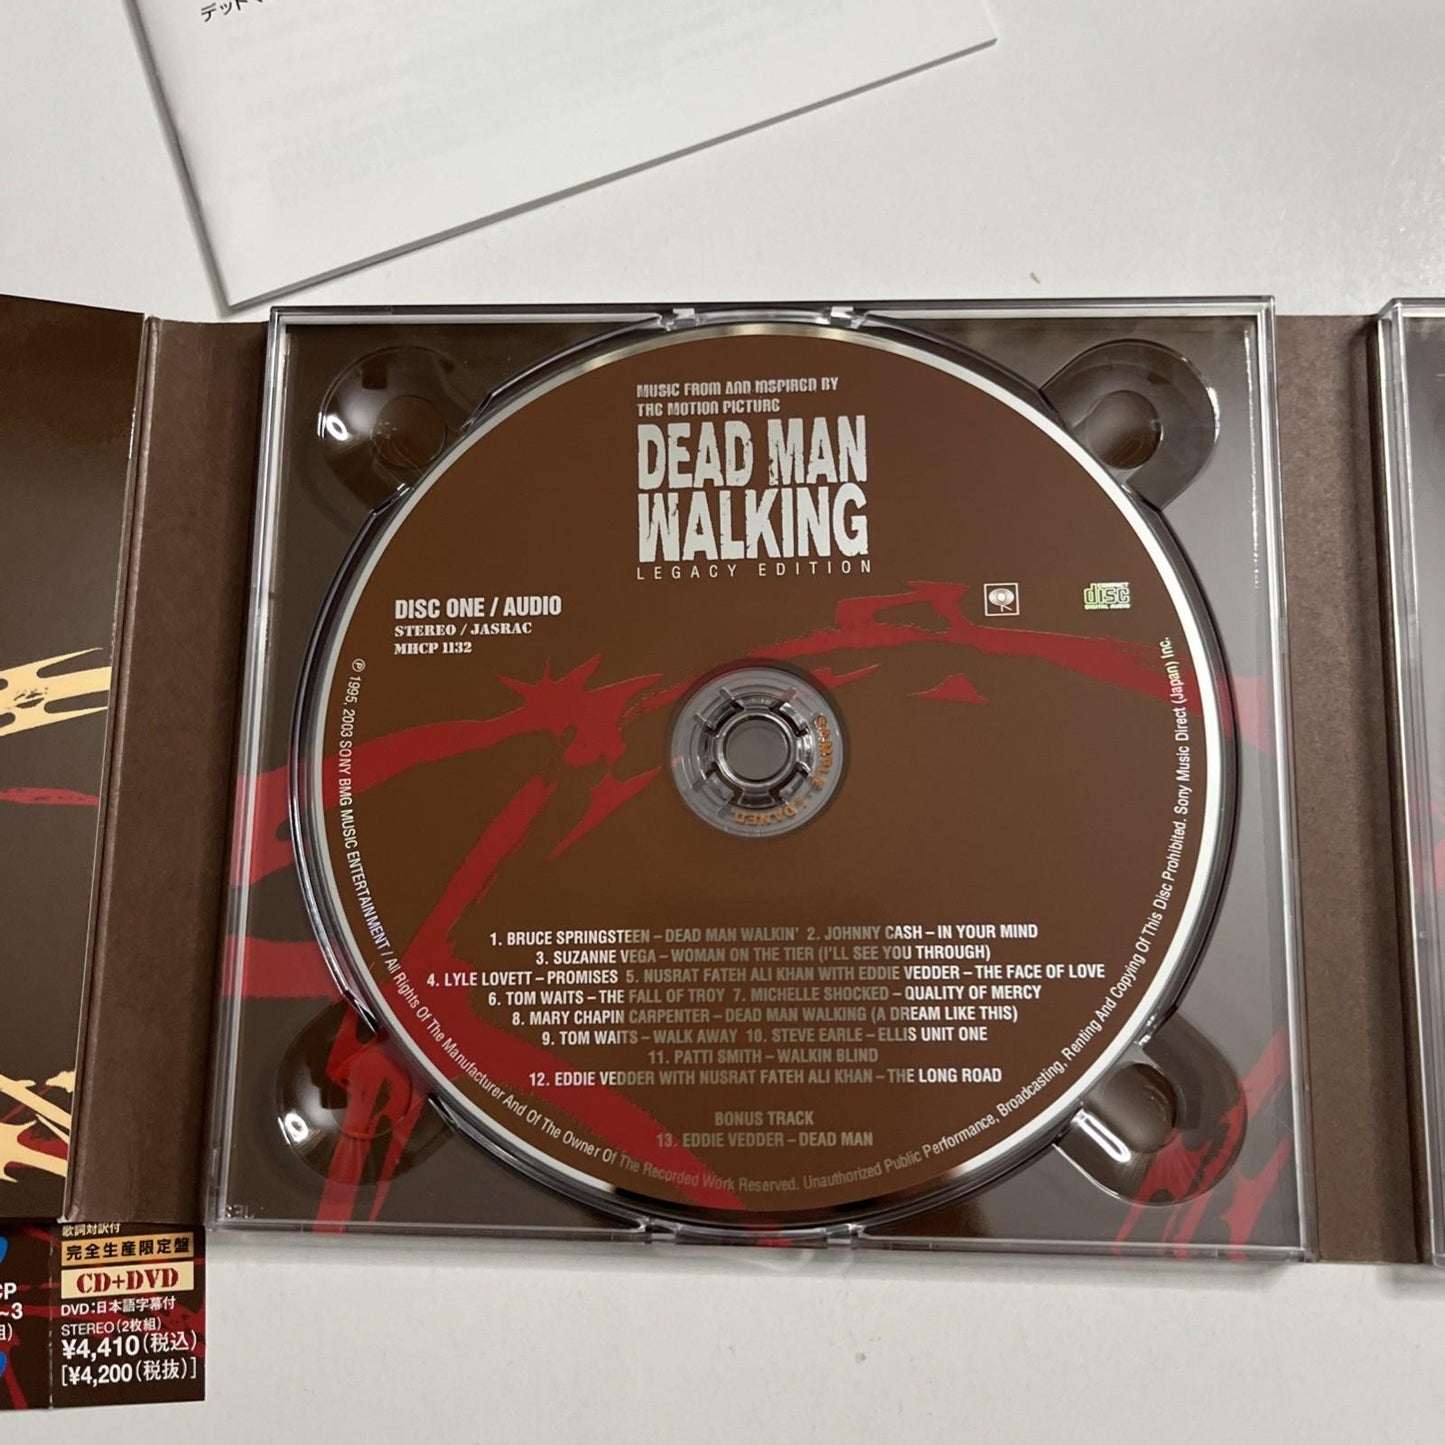 デッドマ
MUSIC FROM AND INSPIRED BY
THE MOTION PICTURE
DEAD MAN
WALKING
LEGACY EDITION
DISC ONE / AUDIO
STEREO / JASRAC
MHCP 1132
COMPACT
disc
DIGITAL AUDIO
SAMPLE LOANED
1. BRUCE SPRINGSTEEN – DEAD MAN WALKIN' 2. JOHNNY CASH – IN YOUR MIND
3. SUZANNE VEGA – WOMAN ON THE TIER (I'LL SEE YOU THROUGH)
4. LYLE LOVETT – PROMISES 5. NUSRAT FATEH ALI KHAN WITH EDDIE VEDDER – THE FACE OF LOVE
6. TOM WAITS – THE FALL OF TROY 7. MICHELLE SHOCKED – QUALITY OF MERCY
8. MARY CHAPIN CARPENTER – DEAD MAN WALKING (A DREAM LIKE THIS)
9. TOM WAITS – WALK AWAY 10. STEVE EARLE – ELLIS UNIT ONE
11. PATTI SMITH – WALKIN BLIND
12. EDDIE VEDDER WITH NUSRAT FATEH ALI KHAN – THE LONG ROAD
BONUS TRACK
13. EDDIE VEDDER – DEAD MAN
℗ 1995, 2003 SONY BMG MUSIC ENTERTAINMENT / All Rights Of The Manufacturer And Of The Owner Of The Recorded Work Reserved. Unauthorized Public Performance, Broadcasting, Renting And Copying Of This Disc Prohibited. Sony Music Direct (Japan) Inc.
歌詞対訳付
完全生産限定盤
CD+DVD
DVD:日本語字幕付
STEREO(2枚組)
¥4,410(税込)
[¥4,200(税抜)]
CP
~3
組)